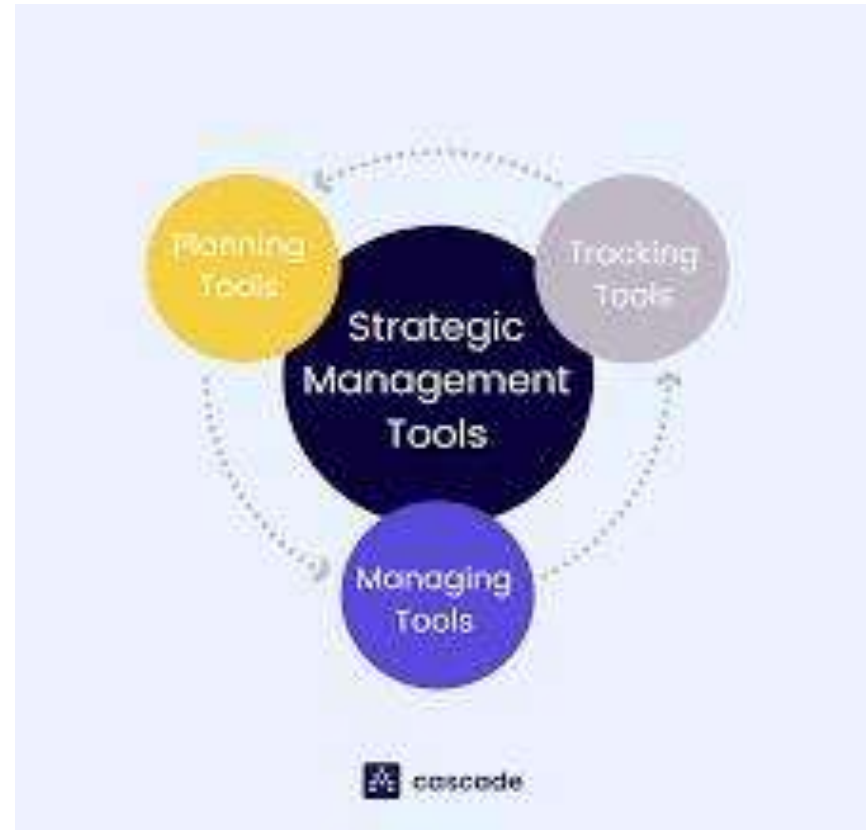 Planning
Tools
Tracking
Tools
Strategic
Management
Tools
Managing
Tools
cascade